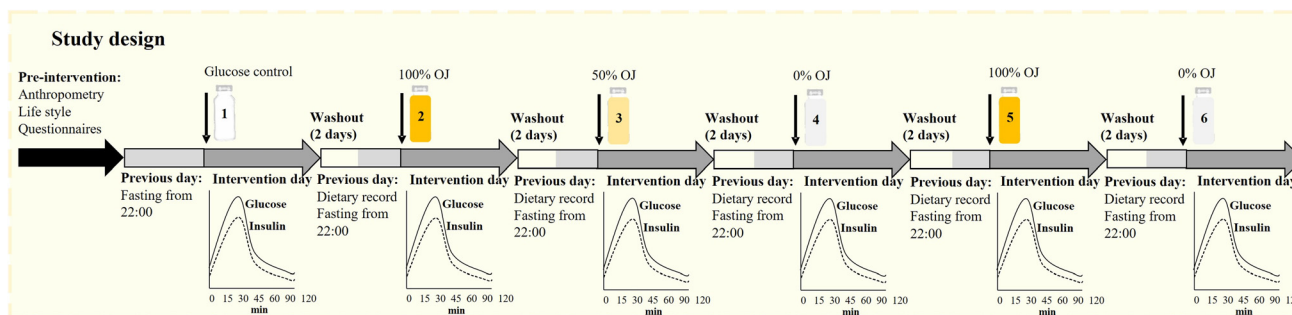 Study design
Pre-intervention:
Anthropometry
Life style
Questionnaires
Glucose control
1
Previous day:
Fasting from
22:00
Intervention day
Glucose
Insulin
0 15 30 45 60 90 120
min
100% OJ
2
Washout
(2 days)
Previous day:
Dietary record
Fasting from
22:00
Intervention day
Glucose
Insulin
0 15 30 45 60 90 120
min
50% OJ
3
Washout
(2 days)
Previous day:
Dietary record
Fasting from
22:00
Intervention day
Glucose
Insulin
0 15 30 45 60 90 120
min
0% OJ
4
Washout
(2 days)
Previous day:
Dietary record
Fasting from
22:00
Intervention day
Glucose
Insulin
0 15 30 45 60 90 120
min
100% OJ
5
Washout
(2 days)
Previous day:
Dietary record
Fasting from
22:00
Intervention day
Glucose
Insulin
0 15 30 45 60 90 120
min
0% OJ
6
Washout
(2 days)
Previous day:
Dietary record
Fasting from
22:00
Intervention day
Glucose
Insulin
0 15 30 45 60 90
min